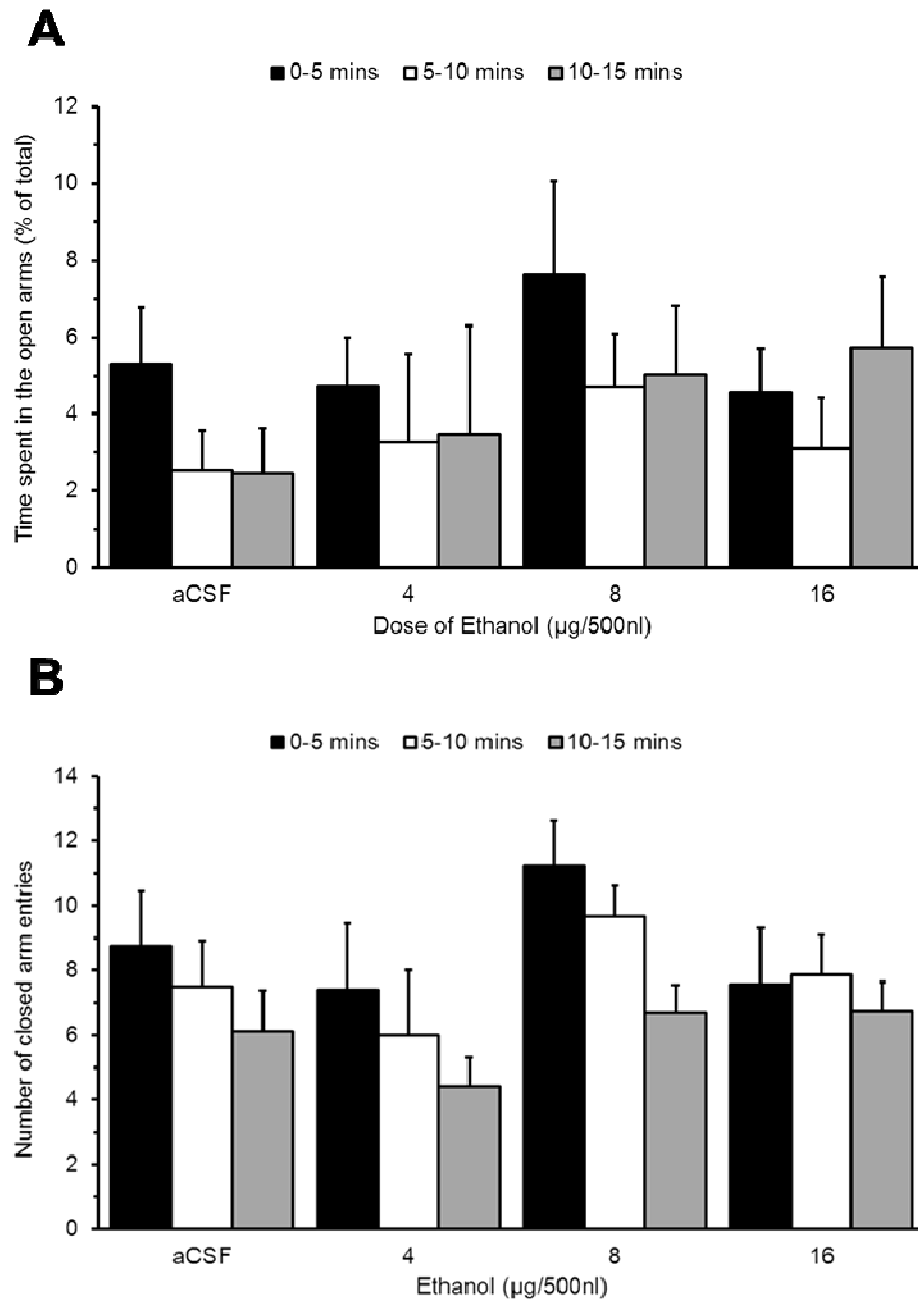 A
0-5 mins 5-10 mins 10-15 mins
Time spent in the open arms (% of total)
12
10
8
6
4
2
0
aCSF 4 8 16
Dose of Ethanol (µg/500nl)
B
0-5 mins 5-10 mins 10-15 mins
Number of closed arm entries
14
12
10
8
6
4
2
0
aCSF 4 8 16
Ethanol (µg/500nl)